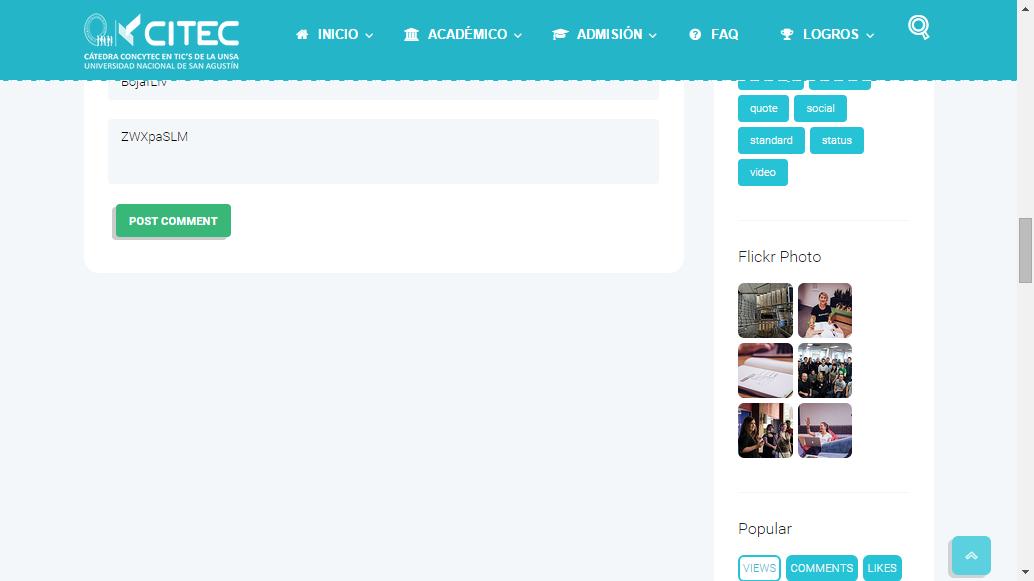 CITEC
CÁTEDRA CONCYTEC EN TIC'S DE LA UNSA
UNIVERSIDAD NACIONAL DE SAN AGUSTÍN
INICIO
ACADÉMICO
ADMISIÓN
FAQ
LOGROS
ZWXpaSLM
POST COMMENT
quote
social
standard
status
video
Flickr Photo
Popular
VIEWS
COMMENTS
LIKES